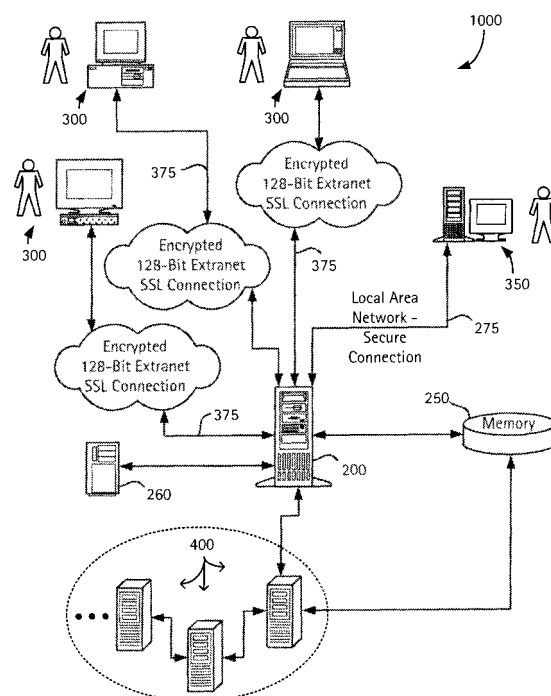 1000
300
300
Encrypted
128-Bit Extranet
SSL Connection
375
300
Encrypted
128-Bit Extranet
SSL Connection
375
350
Local Area
Network –
Secure
Connection
275
Encrypted
128-Bit Extranet
SSL Connection
375
250
Memory
200
260
400